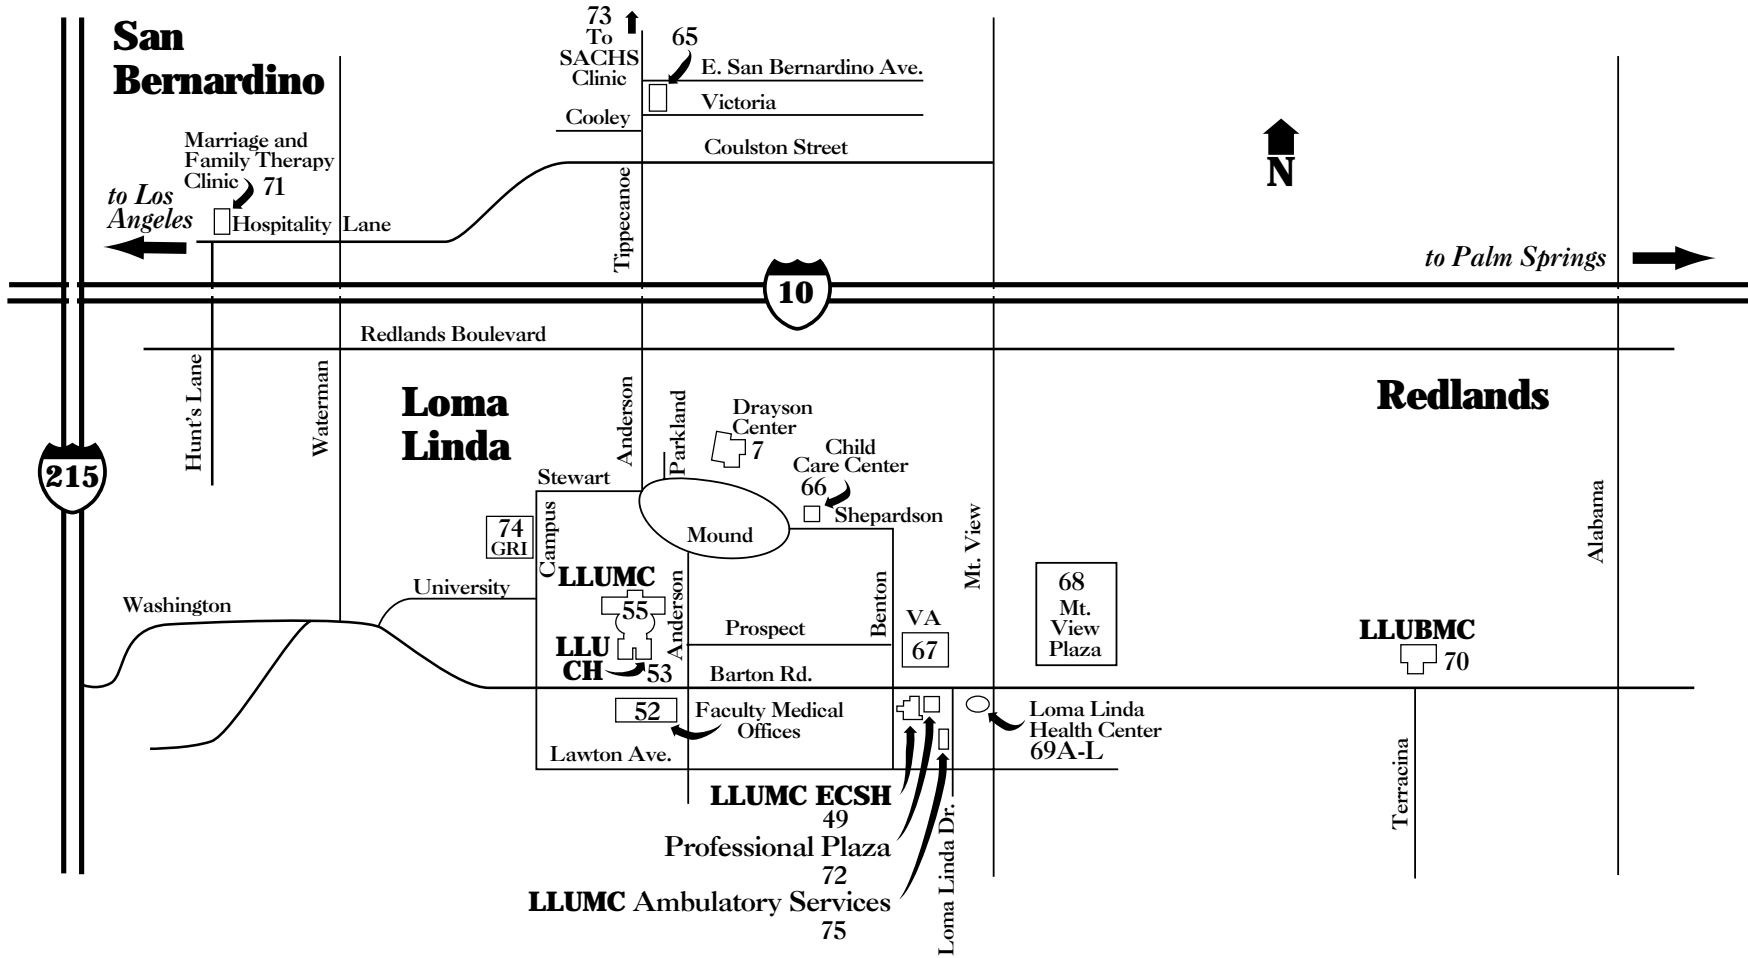 San
Bernardino
73
To
SACHS
Clinic
65
E. San Bernardino Ave.
Victoria
Cooley
Coulston Street
Marriage and
Family Therapy
Clinic
71
to Los
Angeles
Hospitality Lane
Tippecanoe
N
to Palm Springs
10
Redlands Boulevard
Hunt's Lane
Waterman
Loma
Linda
Anderson
Parkland
Drayson
Center
7
Child
Care Center
66
Shepardson
Redlands
215
Stewart
Campus
74
GRI
Mound
Mt. View
Alabama
University
Washington
LLUMC
55
LLU
CH
53
Anderson
Prospect
Benton
VA
67
68
Mt.
View
Plaza
LLUBMC
70
Barton Rd.
52
Faculty Medical
Offices
Lawton Ave.
Loma Linda
Health Center
69A-L
LLUMC ECSH
49
Professional Plaza
72
LLUMC Ambulatory Services
75
Loma Linda Dr.
Terracina